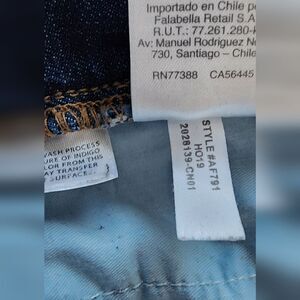 Importado en Chile p
Falabella Retail S.A
R.U.T.: 77.261.280-
Av: Manuel Rodriguez N
730, Santiago - Chile
RN77388 CA56445
WASH PROCESS
URE OF INDIGO
LOR FROM THIS
AY TRANSFER
SURFACE
STYLE #AF791
HO19
2028139-CN01